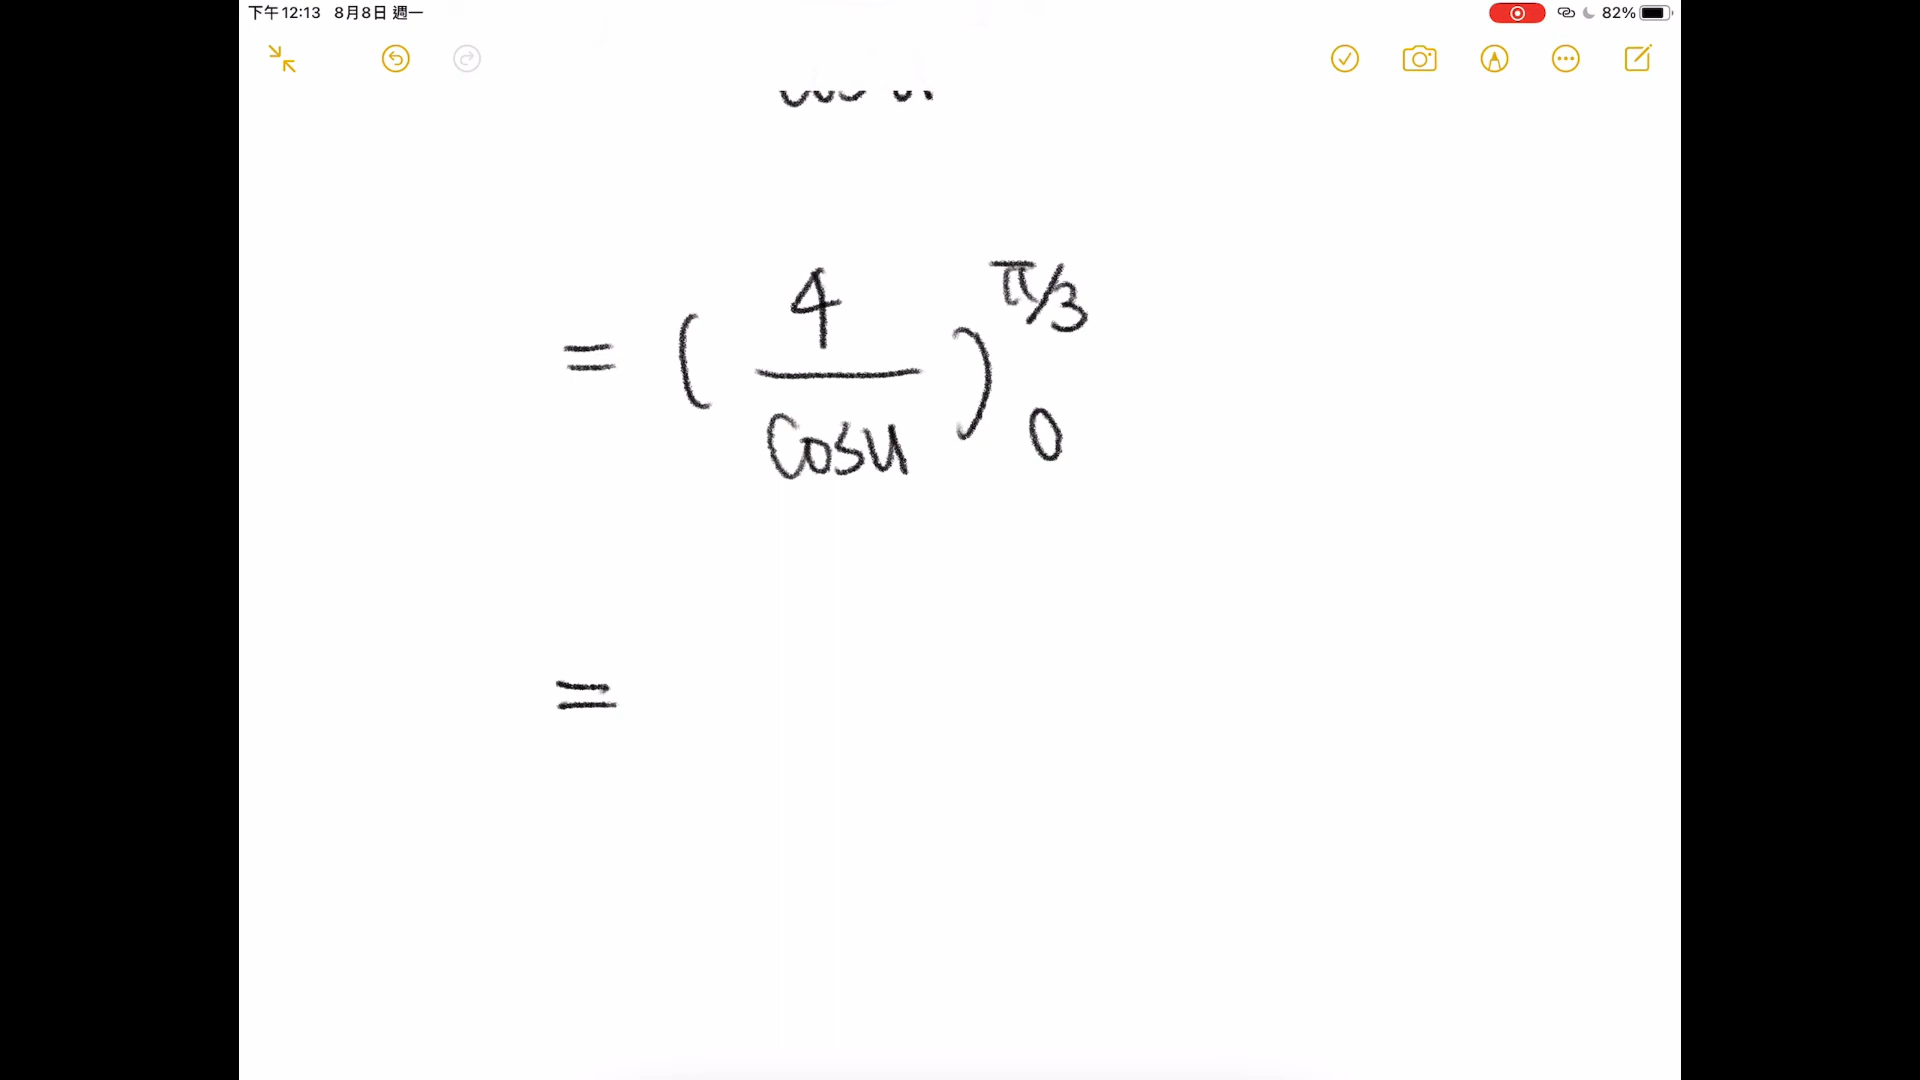 下午12:13 8月8日 週一 82%
= ( 4 / cosu ) π/3 0
=